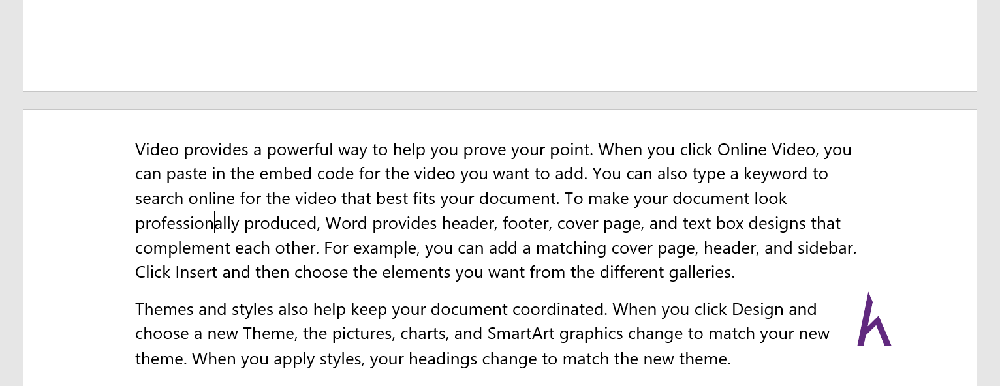 Video provides a powerful way to help you prove your point. When you click Online Video, you
can paste in the embed code for the video you want to add. You can also type a keyword to
search online for the video that best fits your document. To make your document look
professionally produced, Word provides header, footer, cover page, and text box designs that
complement each other. For example, you can add a matching cover page, header, and sidebar.
Click Insert and then choose the elements you want from the different galleries.
Themes and styles also help keep your document coordinated. When you click Design and
choose a new Theme, the pictures, charts, and SmartArt graphics change to match your new
theme. When you apply styles, your headings change to match the new theme.